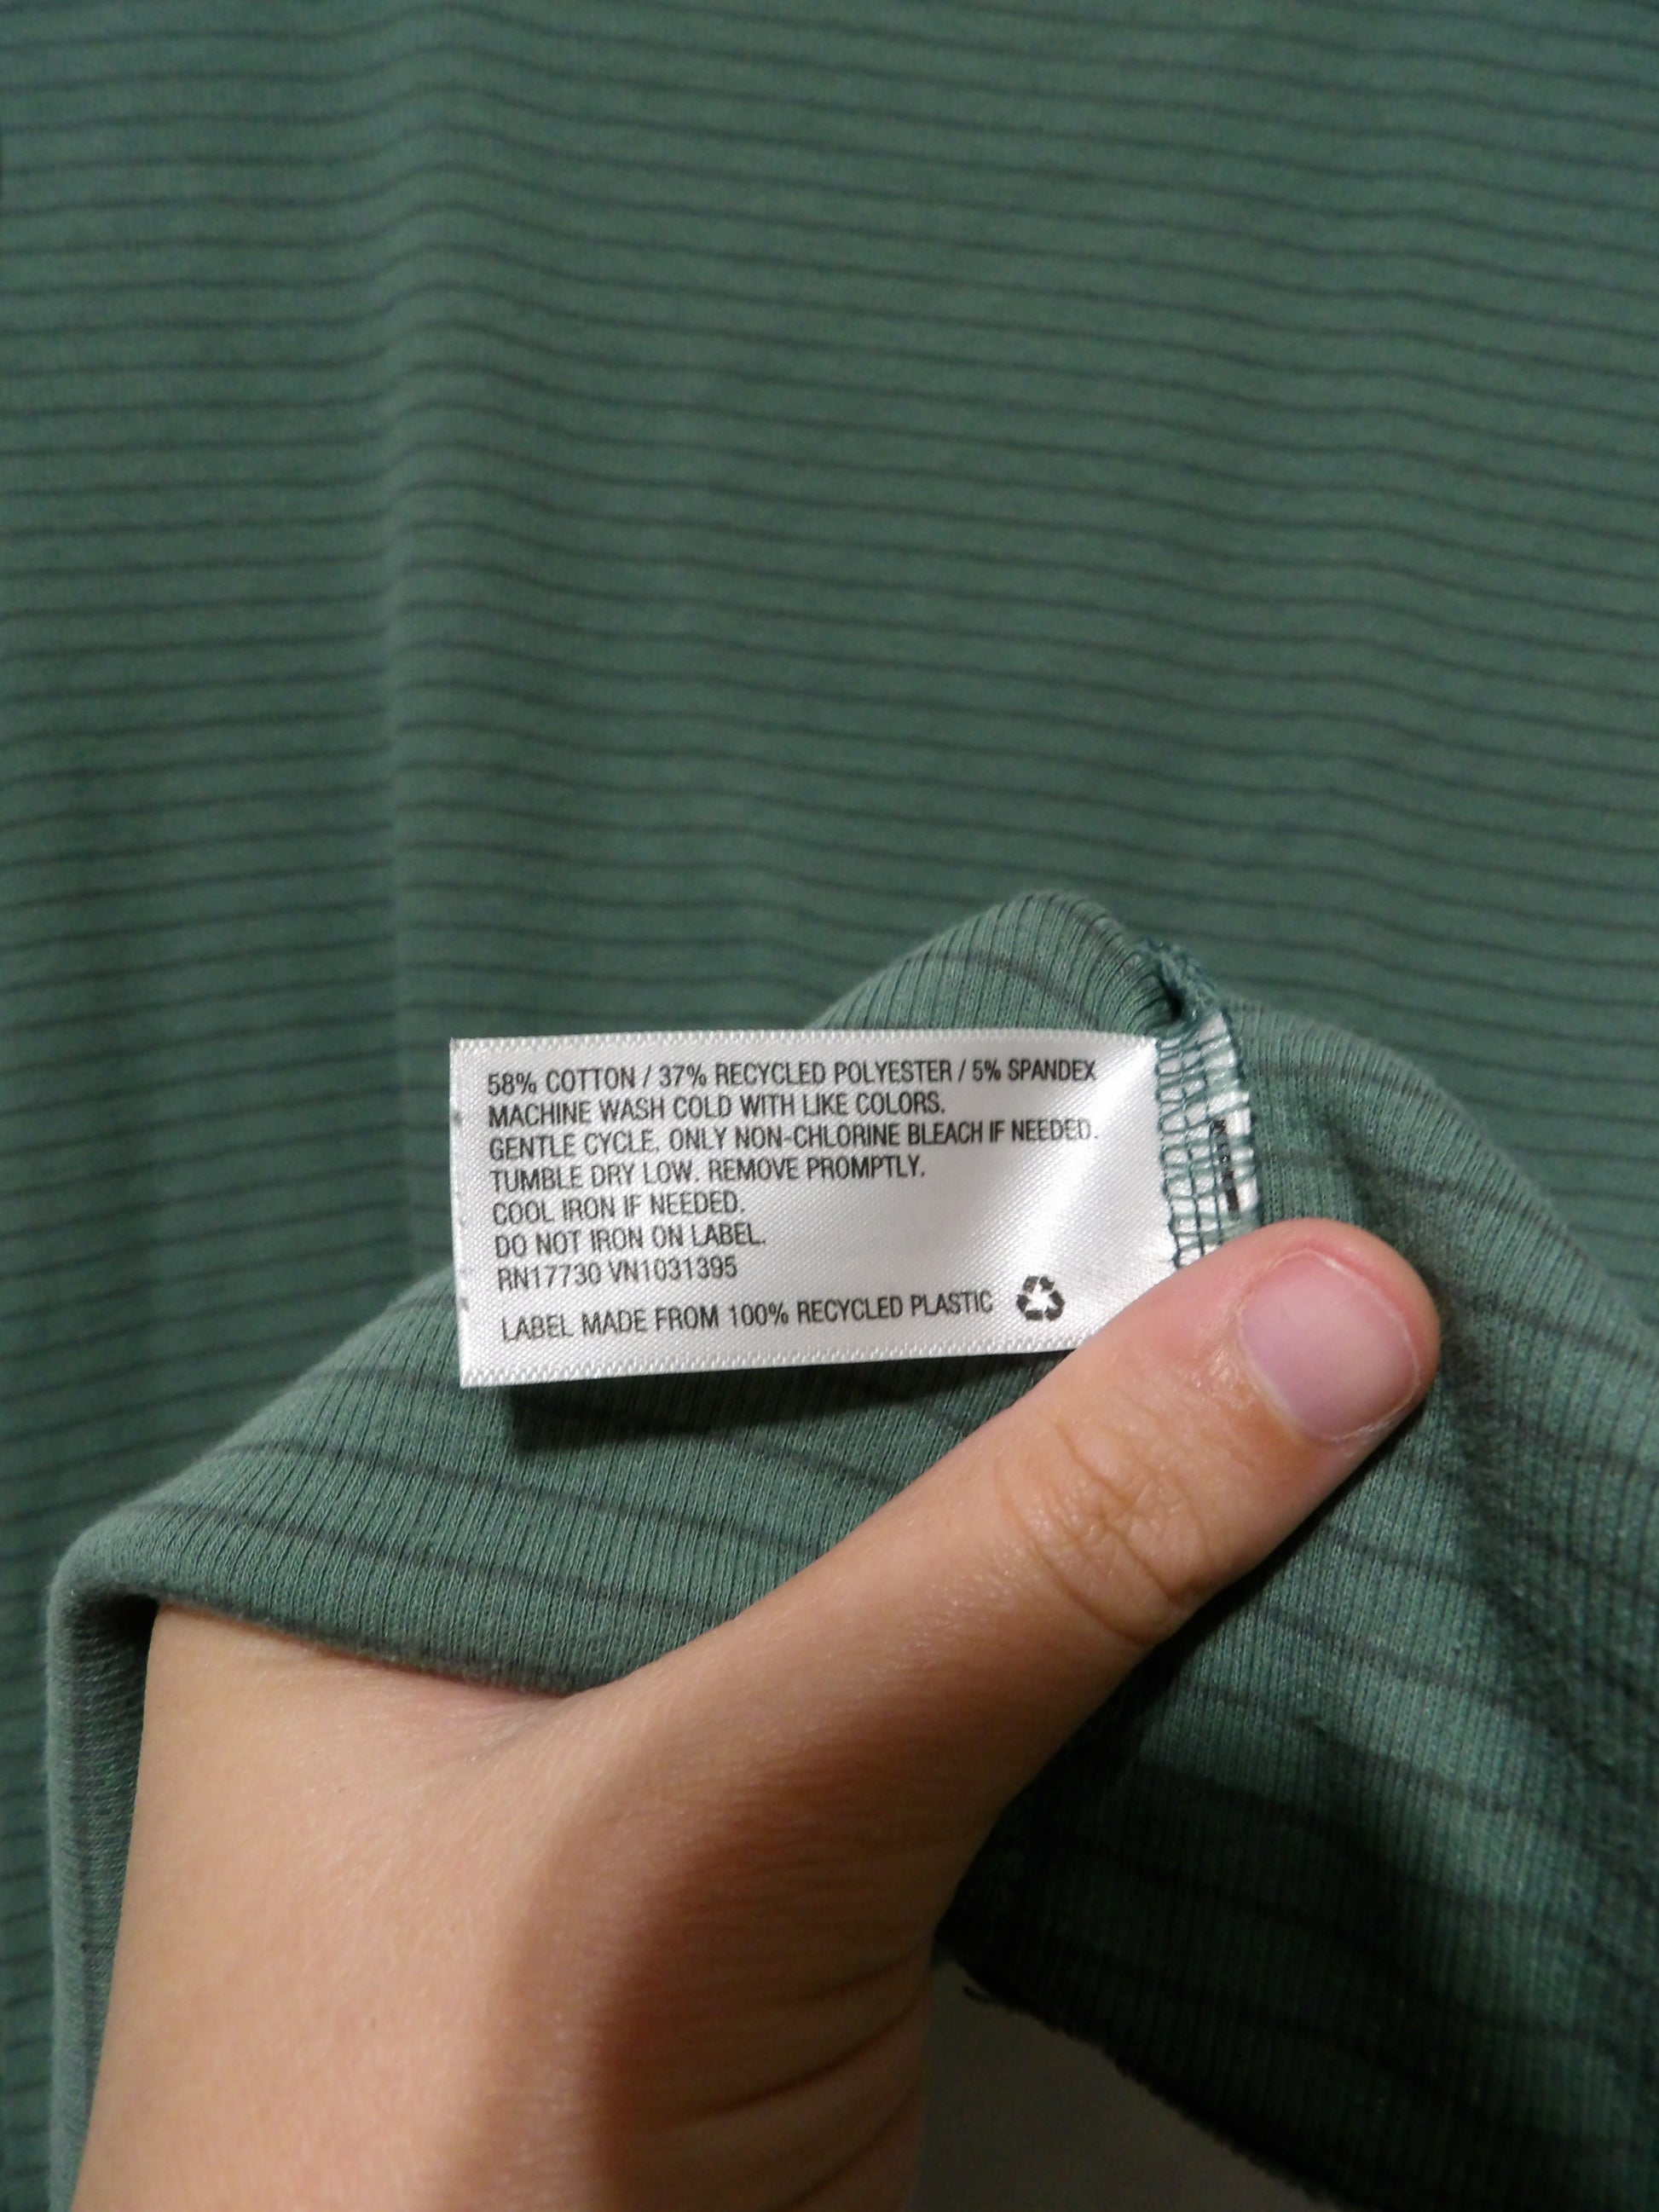 58% COTTON / 37% RECYCLED POLYESTER / 5% SPANDEX
MACHINE WASH COLD WITH LIKE COLORS.
GENTLE CYCLE. ONLY NON-CHLORINE BLEACH IF NEEDED.
TUMBLE DRY LOW. REMOVE PROMPTLY.
COOL IRON IF NEEDED.
DO NOT IRON ON LABEL.
RN17730 VN1031395
LABEL MADE FROM 100% RECYCLED PLASTIC